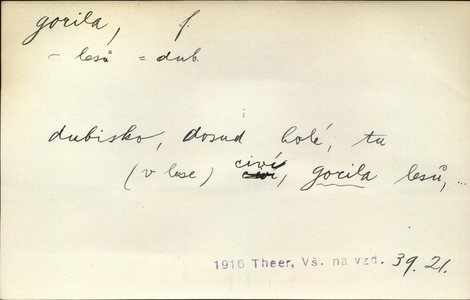 gorila, f.
- lesů = dub.
dubisko, dosud holé, tu
(v lese) civí, gorila lesů, ...
1916 Theer, Vš. na vzd. 39. 21.